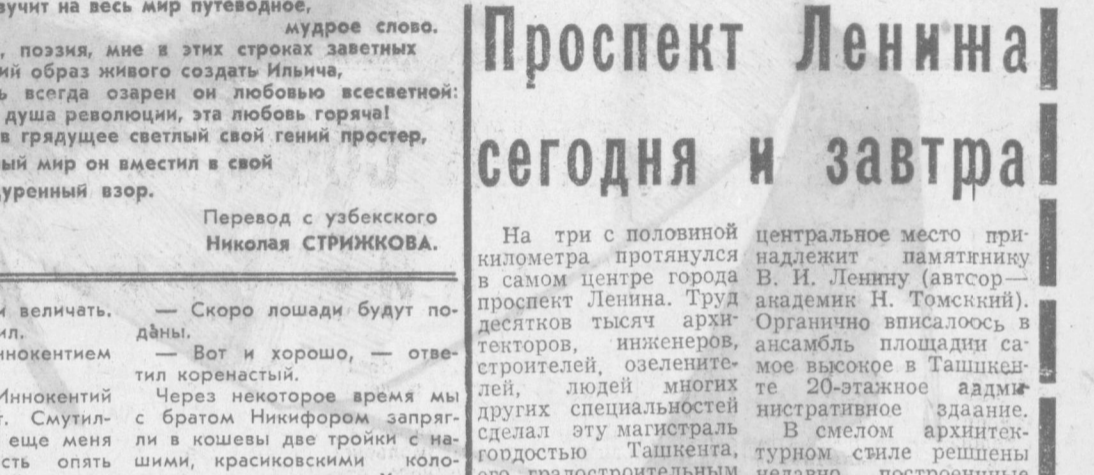 звучит на весь мир путеводное,
мудрое слово.
, поэзия, мне в этих строках заветных
ий образ живого создать Ильича,
всегда озарен он любовью всесветной:
душа революции, эта любовь горяча!
в грядущее светлый свой гений простер,
ый мир он вместил в свой
уренный взор.
Перевод с узбекского
Николая СТРИЖКОВА.
величать.
ил.
ннокентием
Иннокентий
т. Смутил-
еще меня
сть опять
— Скоро лошади будут по-
даны.
— Вот и хорошо, — отве-
тил коренастый.
Через некоторое время мы
с братом Никифором запряг-
ли в кошевы две тройки с на-
шими, красиковскими коло-
Проспект Ленина
сегодня и завтра
На три с половиной
километра протянулся
в самом центре города
проспект Ленина. Труд
десятков тысяч архи-
текторов, инженеров,
строителей, озелените-
лей, людей многих
других специальностей
сделал эту магистраль
гордостью Ташкента,
его градостроительным
центральное место при-
надлежит памятнику
В. И. Ленину (автор—
академик Н. Томский).
Органично вписалось в
ансамбль площади са-
мое высокое в Ташкен-
те 20-этажное адми-
нистративное здание.
В смелом архитек-
турном стиле решены
недавно построенные